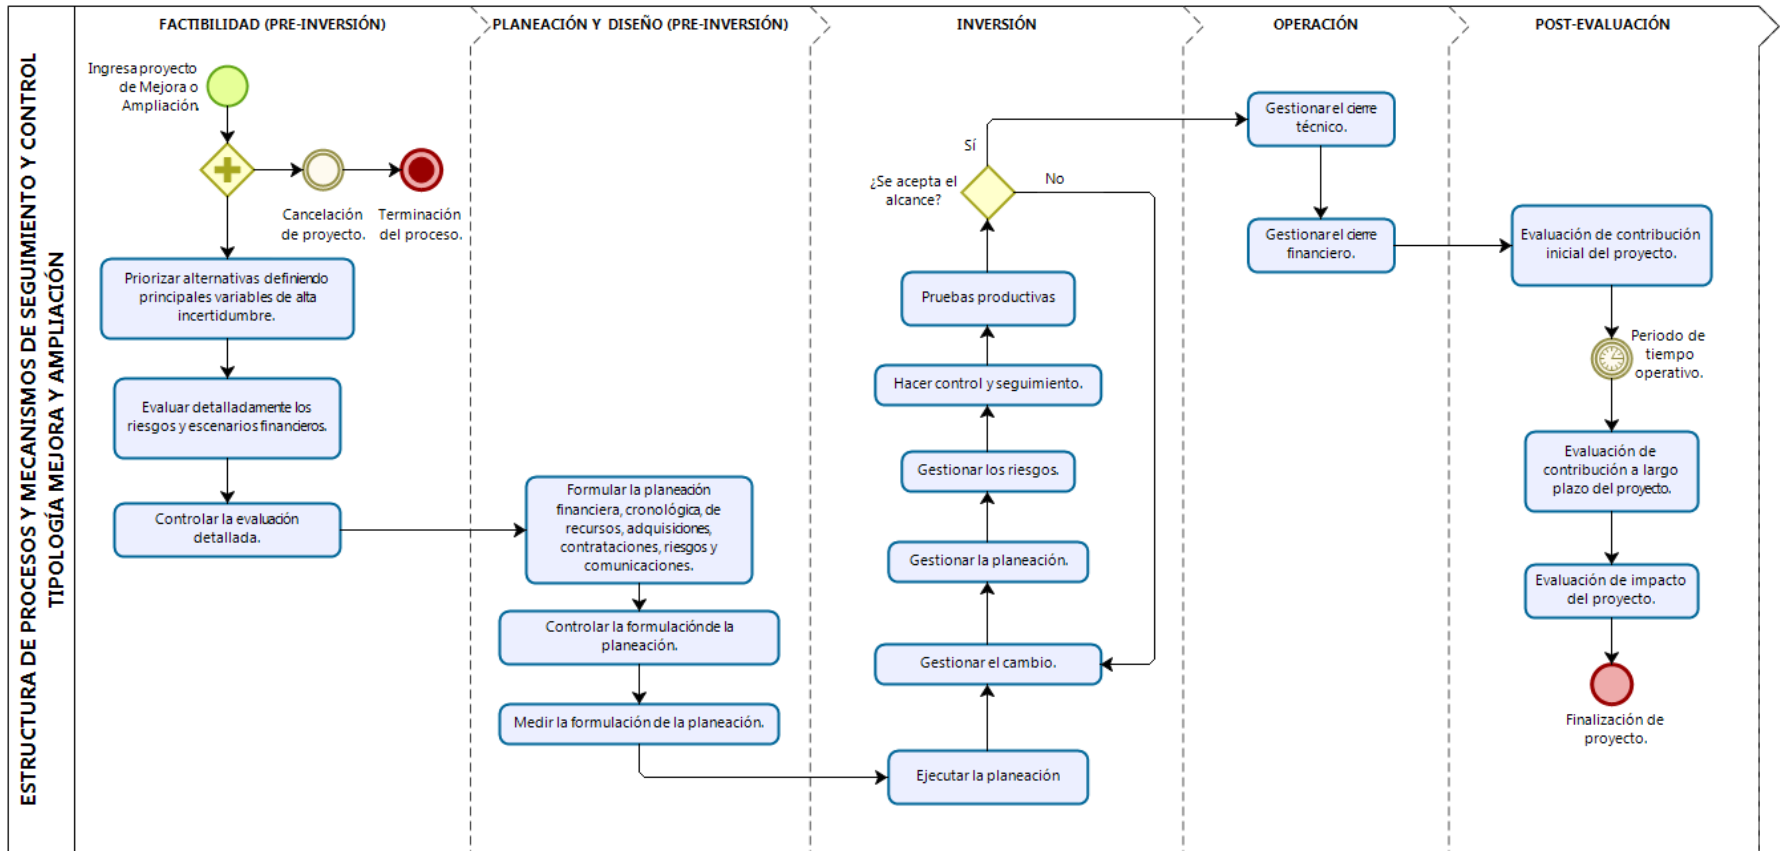 ESTRUCTURA DE PROCESOS Y MECANISMOS DE SEGUIMIENTO Y CONTROL
TIPOLOGÍA MEJORA Y AMPLIACIÓN
FACTIBILIDAD (PRE-INVERSIÓN)
Ingresa proyecto
de Mejora o
Ampliación.
Cancelación
de proyecto.
Terminación
del proceso.
Priorizar alternativas definiendo
principales variables de alta
incertidumbre.
Evaluar detalladamente los
riesgos y escenarios financieros.
Controlar la evaluación
detallada.
PLANEACIÓN Y DISEÑO (PRE-INVERSIÓN)
Formular la planeación
financiera, cronológica, de
recursos, adquisiciones,
contrataciones, riesgos y
comunicaciones.
Controlar la formulación de la
planeación.
Medir la formulación de la planeación.
INVERSIÓN
Sí
¿Se acepta el
alcance?
No
Pruebas productivas
Hacer control y seguimiento.
Gestionar los riesgos.
Gestionar la planeación.
Gestionar el cambio.
Ejecutar la planeación
OPERACIÓN
Gestionar el cierre
técnico.
Gestionar el cierre
financiero.
POST-EVALUACIÓN
Evaluación de contribución
inicial del proyecto.
Periodo de
tiempo
operativo.
Evaluación de
contribución a largo
plazo del proyecto.
Evaluación de impacto
del proyecto.
Finalización de
proyecto.